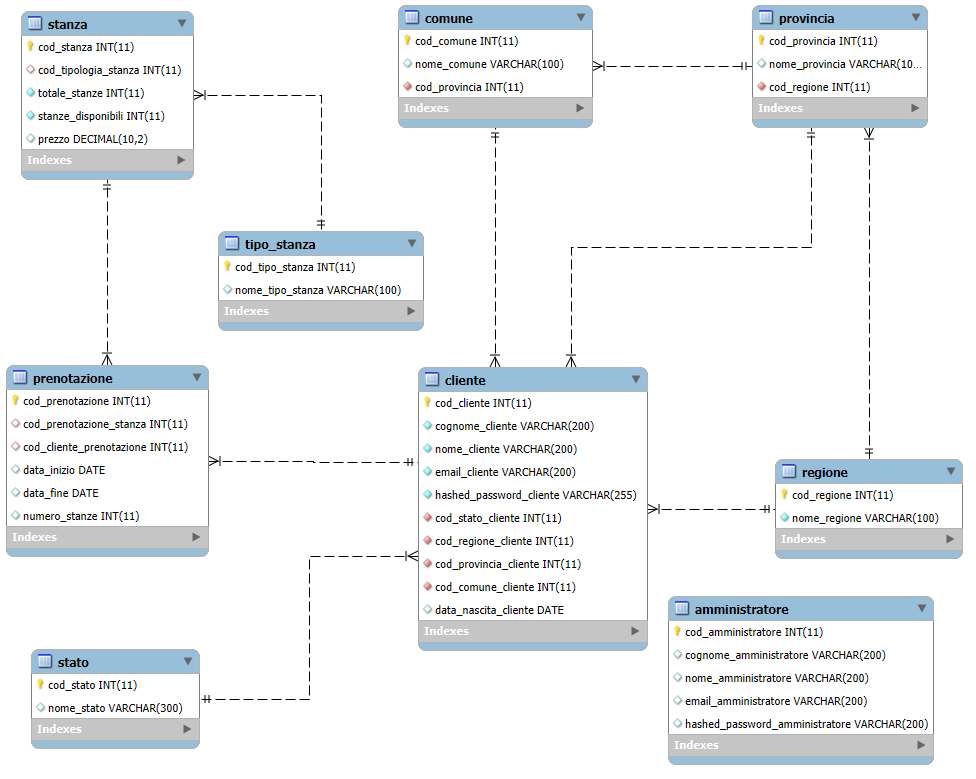 stanza
cod_stanza INT(11)
cod_tipologia_stanza INT(11)
totale_stanze INT(11)
stanze_disponibili INT(11)
prezzo DECIMAL(10,2)
Indexes
comune
cod_comune INT(11)
nome_comune VARCHAR(100)
cod_provincia INT(11)
Indexes
provincia
cod_provincia INT(11)
nome_provincia VARCHAR(10...
cod_regione INT(11)
Indexes
tipo_stanza
cod_tipo_stanza INT(11)
nome_tipo_stanza VARCHAR(100)
Indexes
prenotazione
cod_prenotazione INT(11)
cod_prenotazione_stanza INT(11)
cod_cliente_prenotazione INT(11)
data_inizio DATE
data_fine DATE
numero_stanze INT(11)
Indexes
cliente
cod_cliente INT(11)
cognome_cliente VARCHAR(200)
nome_cliente VARCHAR(200)
email_cliente VARCHAR(200)
hashed_password_cliente VARCHAR(255)
cod_stato_cliente INT(11)
cod_regione_cliente INT(11)
cod_provincia_cliente INT(11)
cod_comune_cliente INT(11)
data_nascita_cliente DATE
Indexes
regione
cod_regione INT(11)
nome_regione VARCHAR(100)
Indexes
stato
cod_stato INT(11)
nome_stato VARCHAR(300)
Indexes
amministratore
cod_amministratore INT(11)
cognome_amministratore VARCHAR(200)
nome_amministratore VARCHAR(200)
email_amministratore VARCHAR(200)
hashed_password_amministratore VARCHAR(200)
Indexes